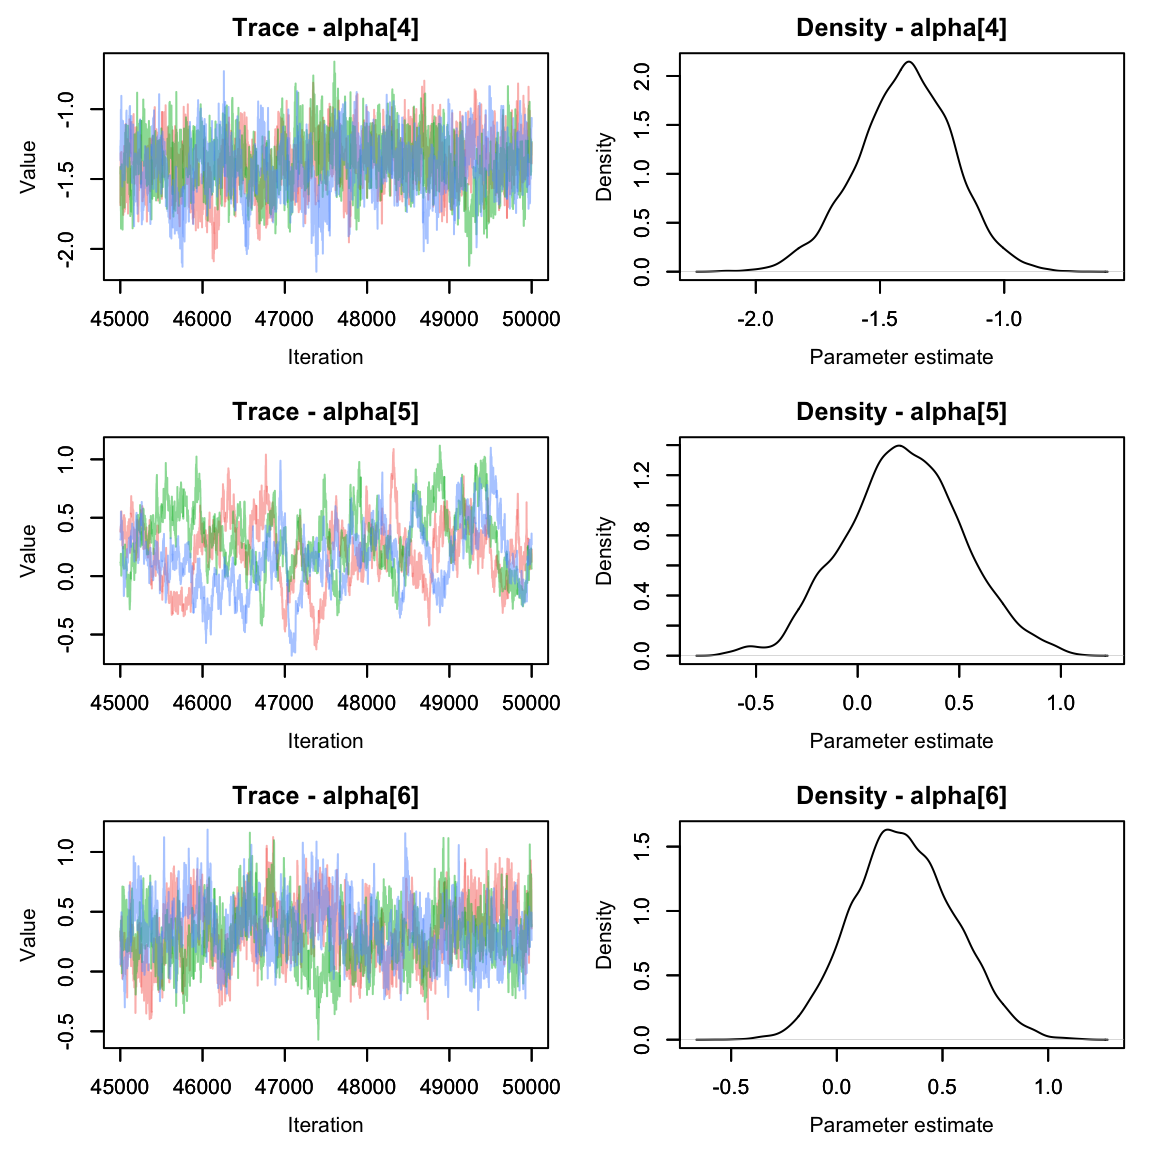 Trace - alpha[4]
Value
-1.0
-1.5
-2.0
45000 46000 47000 48000 49000 50000
Iteration
Density - alpha[4]
Density
2.0
1.5
1.0
0.5
0.0
-2.0 -1.5 -1.0
Parameter estimate
Trace - alpha[5]
Value
1.0
0.5
0.0
-0.5
45000 46000 47000 48000 49000 50000
Iteration
Density - alpha[5]
Density
1.2
0.8
0.4
0.0
-0.5 0.0 0.5 1.0
Parameter estimate
Trace - alpha[6]
Value
1.0
0.5
0.0
-0.5
45000 46000 47000 48000 49000 50000
Iteration
Density - alpha[6]
Density
1.5
1.0
0.5
0.0
-0.5 0.0 0.5 1.0
Parameter estimate